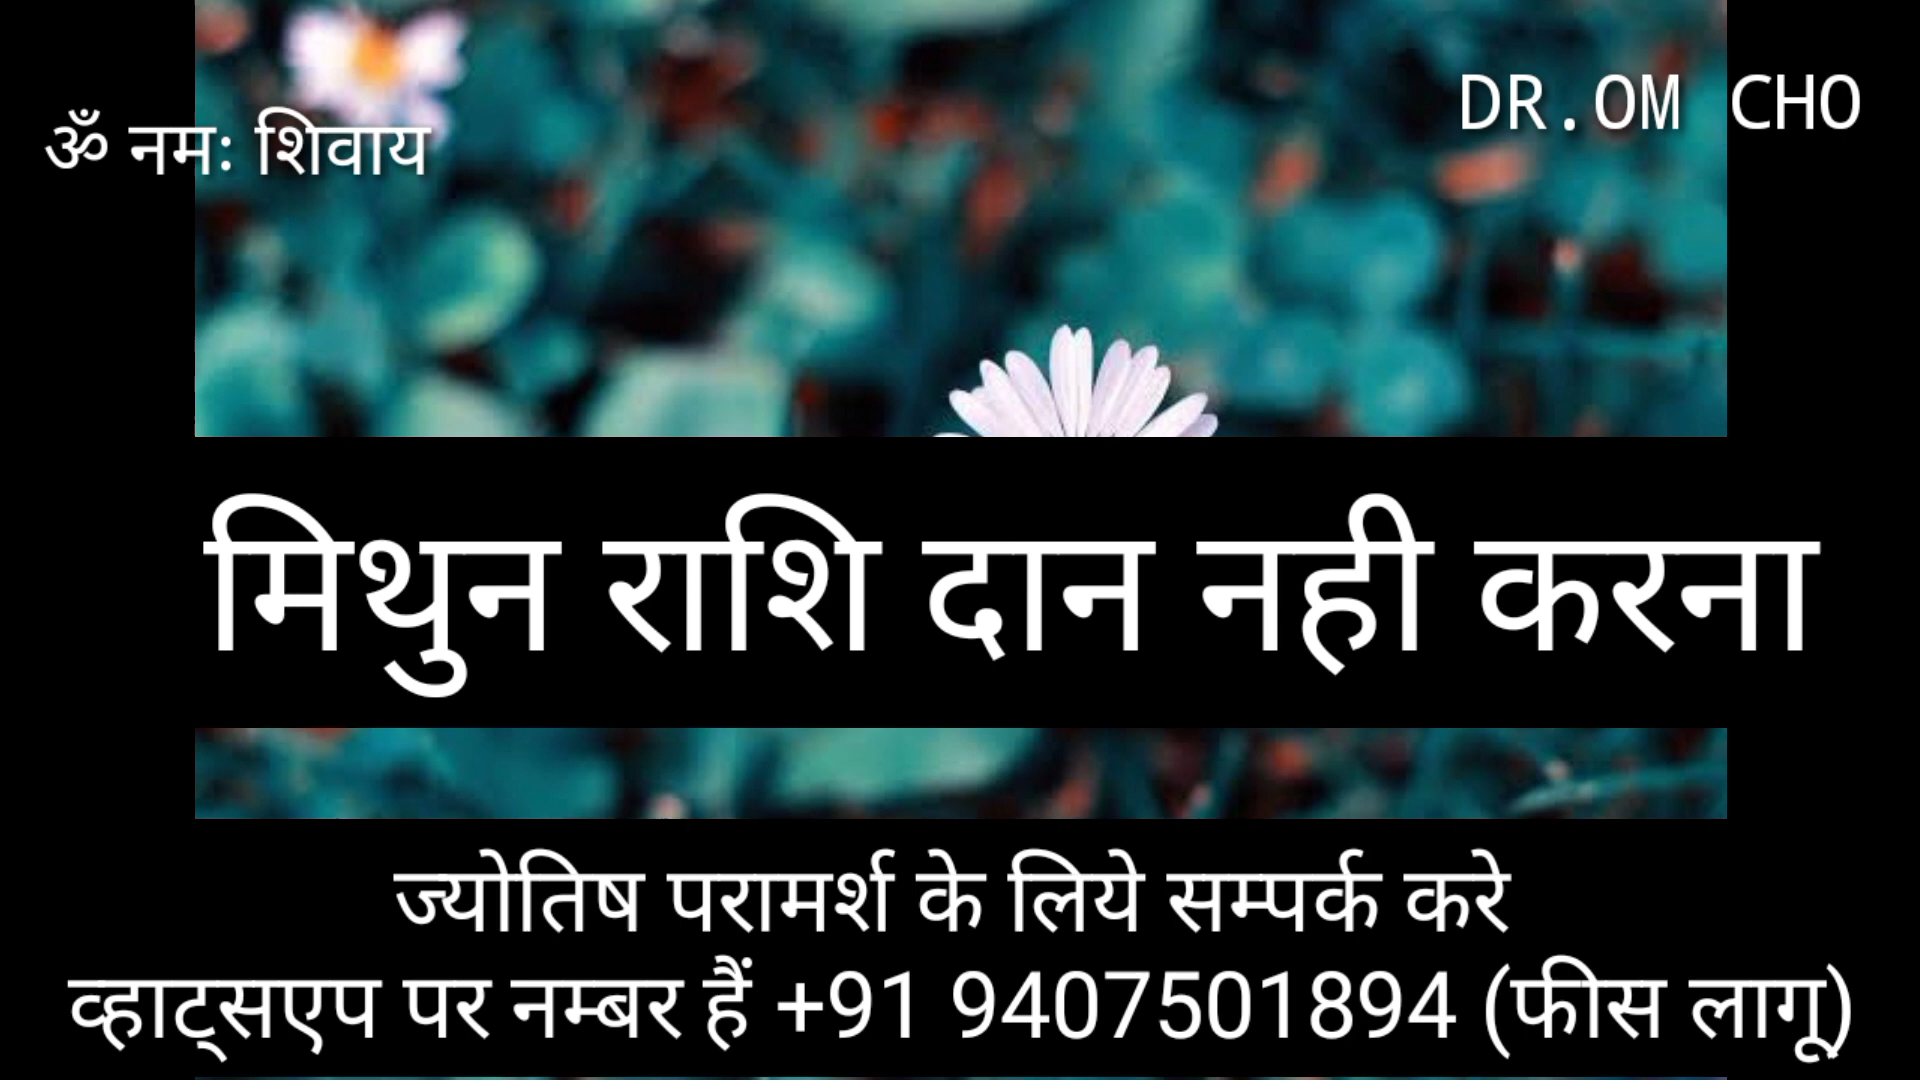 ॐ नमः शिवाय
DR.OM CHO
मिथुन राशि दान नही करना
ज्योतिष परामर्श के लिये सम्पर्क करे
व्हाट्सएप पर नम्बर हैं +91 9407501894 (फीस लागू)